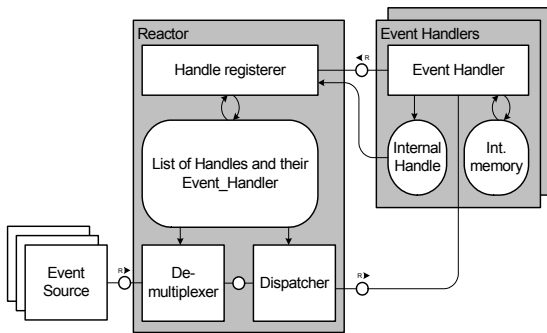 Reactor
Event Handlers
Handle registerer
R
Event Handler
List of Handles and their
Event_Handler
Internal
Handle
Int.
memory
Event
Source
R
De-
multiplexer
Dispatcher
R